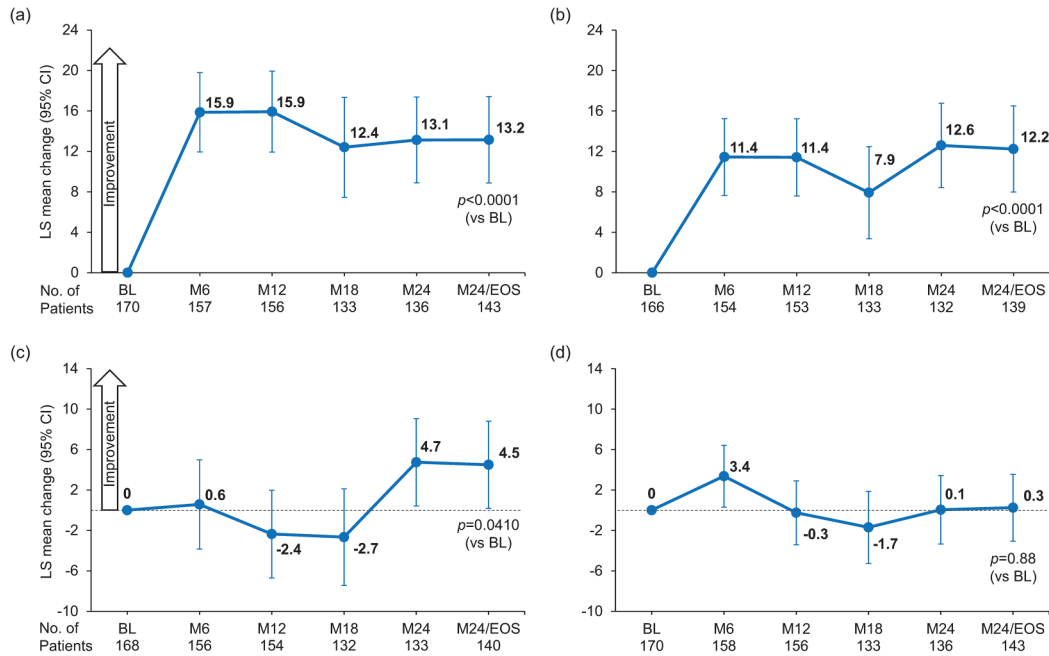 (a)
LS mean change (95% CI)
24
20
16
12
8
4
0
Improvement
15.9
15.9
12.4
13.1
13.2
p<0.0001
(vs BL)
BL M6 M12 M18 M24 M24/EOS
No. of
Patients
170 157 156 133 136 143
(b)
24
20
16
12
8
4
0
11.4
11.4
7.9
12.6
12.2
p<0.0001
(vs BL)
BL M6 M12 M18 M24 M24/EOS
166 154 153 133 132 139
(c)
LS mean change (95% CI)
14
10
6
2
-2
-6
-10
Improvement
0
0.6
-2.4
-2.7
4.7
4.5
p=0.0410
(vs BL)
No. of
Patients
BL M6 M12 M18 M24 M24/EOS
168 156 154 132 133 140
(d)
14
10
6
2
-2
-6
-10
0
3.4
-0.3
-1.7
0.1
0.3
p=0.88
(vs BL)
BL M6 M12 M18 M24 M24/EOS
170 158 156 133 136 143